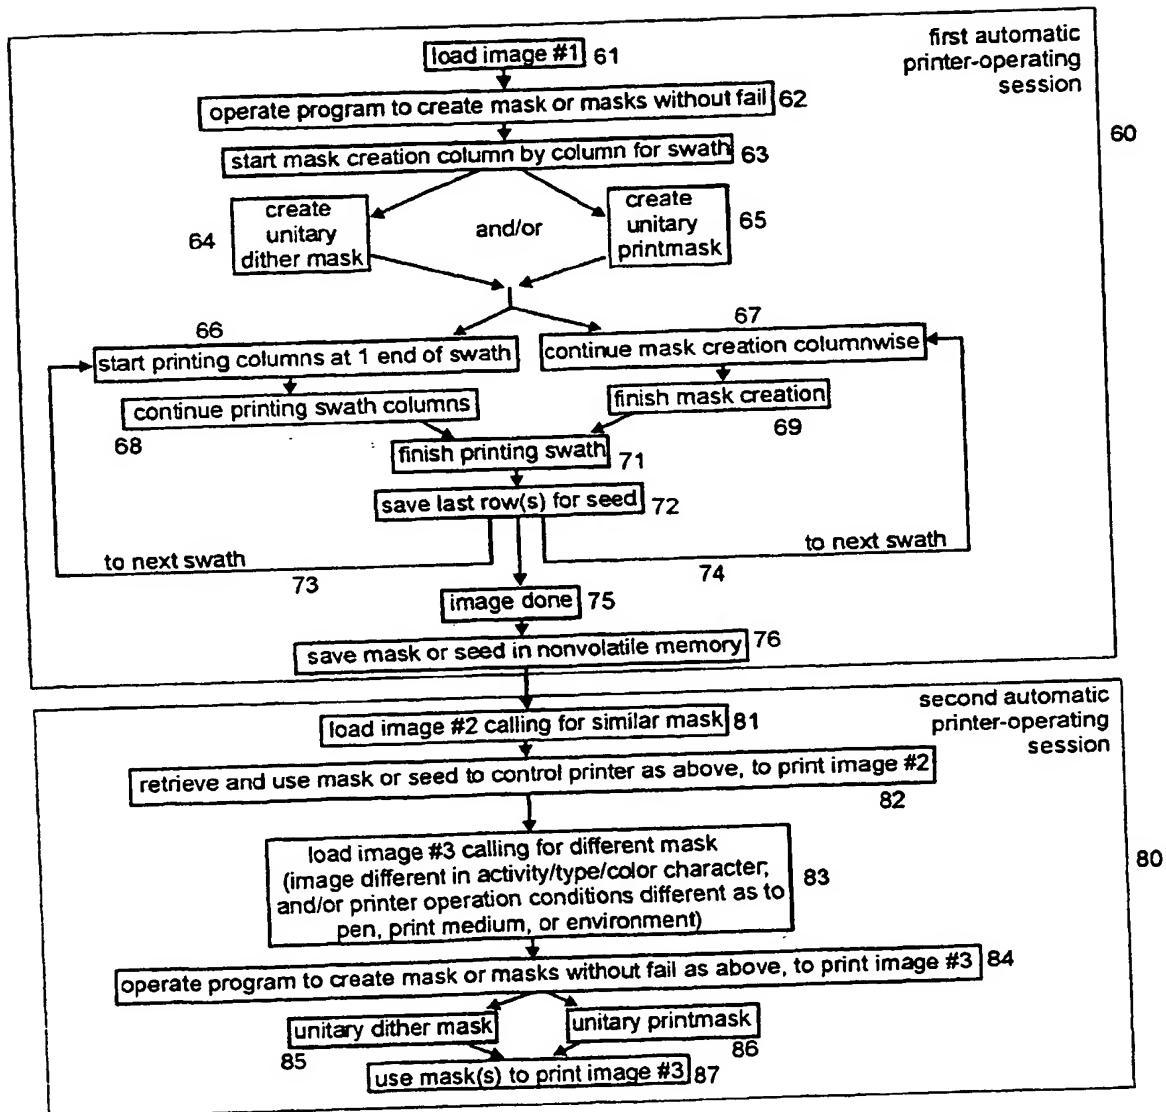 first automatic
printer-operating
session
60
load image #1 61
operate program to create mask or masks without fail 62
start mask creation column by column for swath 63
create
unitary
dither mask
64
and/or
create
unitary
printmask
65
66
start printing columns at 1 end of swath
67
continue mask creation columnwise
continue printing swath columns
68
finish mask creation
69
finish printing swath 71
save last row(s) for seed 72
to next swath
73
to next swath
74
image done 75
save mask or seed in nonvolatile memory 76
second automatic
printer-operating
session
80
load image #2 calling for similar mask 81
retrieve and use mask or seed to control printer as above, to print image #2
82
load image #3 calling for different mask
(image different in activity/type/color character;
and/or printer operation conditions different as to
pen, print medium, or environment)
83
operate program to create mask or masks without fail as above, to print image #3 84
unitary dither mask
85
unitary printmask
86
use mask(s) to print image #3 87